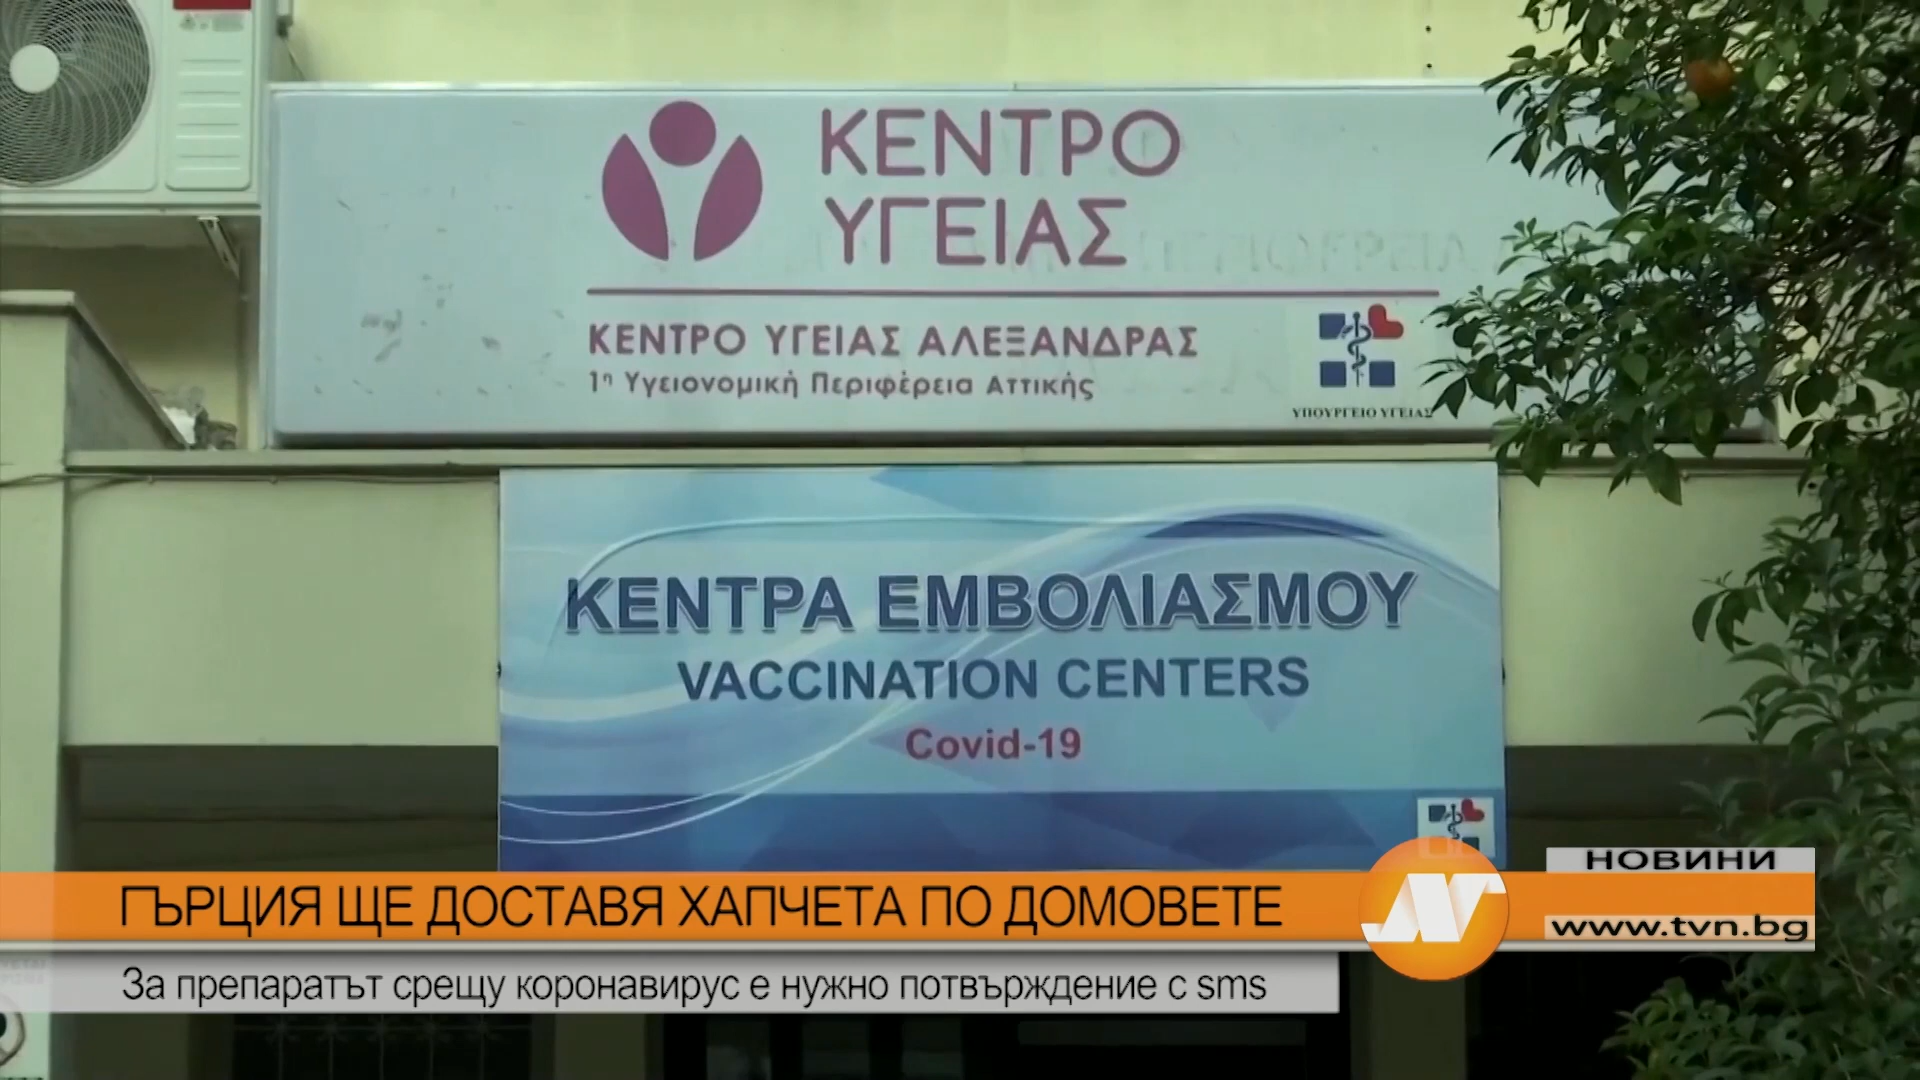 ΚΕΝΤΡΟ
ΥΓΕΙΑΣ
ΚΕΝΤΡΟ ΥΓΕΙΑΣ ΑΛΕΞΑΝΔΡΑΣ
1η Υγειονομική Περιφέρεια Αττικής
ΥΠΟΥΡΓΕΙΟ ΥΓΕΙΑΣ
ΚΕΝΤΡΑ ΕΜΒΟΛΙΑΣΜΟΥ
VACCINATION CENTERS
Covid-19
ГЪРЦИЯ ЩЕ ДОСТАВЯ ХАПЧЕТА ПО ДОМОВЕТЕ
НОВИНИ
www.tvn.bg
За препаратът срещу коронавирус е нужно потвърждение с sms